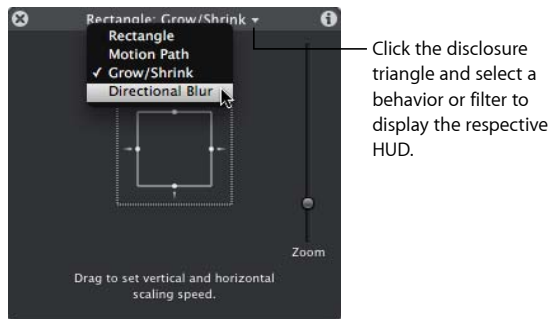 Rectangle: Grow/Shrink
Rectangle
Motion Path
✓ Grow/Shrink
Directional Blur
Click the disclosure
triangle and select a
behavior or filter to
display the respective
HUD.
Zoom
Drag to set vertical and horizontal
scaling speed.